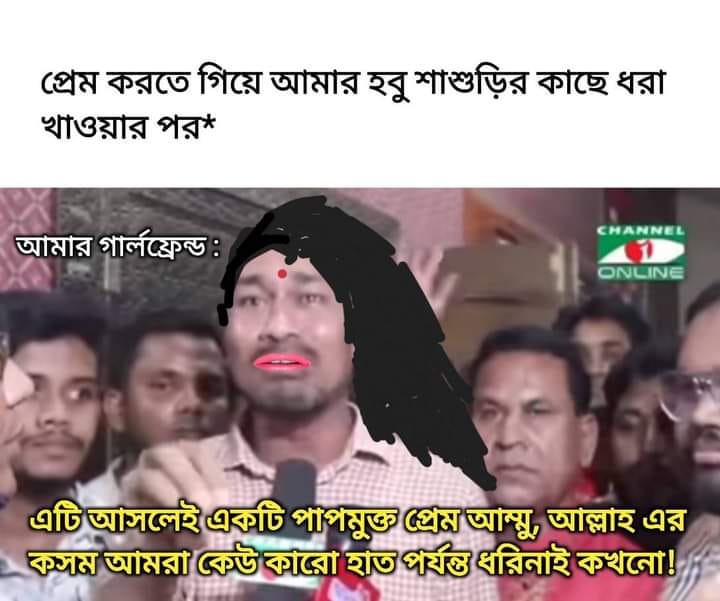 প্রেম করতে গিয়ে আমার হবু শাশুড়ির কাছে ধরা
খাওয়ার পর*
আমার গার্লফ্রেন্ড :
CHANNEL
i
ONLINE
এটি আসলেই একটি পাপমুক্ত প্রেম আম্মু, আল্লাহ এর
কসম আমরা কেউ কারো হাত পর্যন্ত ধরিনাই কখনো!